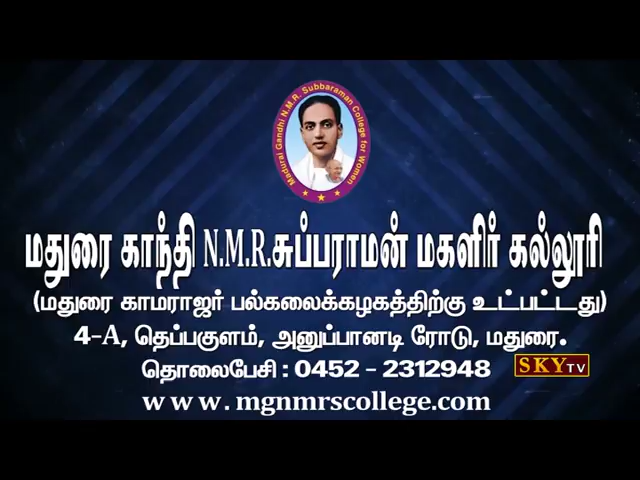 Madurai Gandhi N.M.R. Subbaraman College for Women
மதுரை காந்தி N.M.R.சுப்பராமன் மகளிர் கல்லூரி
(மதுரை காமராஜர் பல்கலைக்கழகத்திற்கு உட்பட்டது)
4-A, தெப்பகுளம், அனுப்பானடி ரோடு, மதுரை.
தொலைபேசி : 0452 - 2312948
SKY TV
www.mgnmrscollege.com